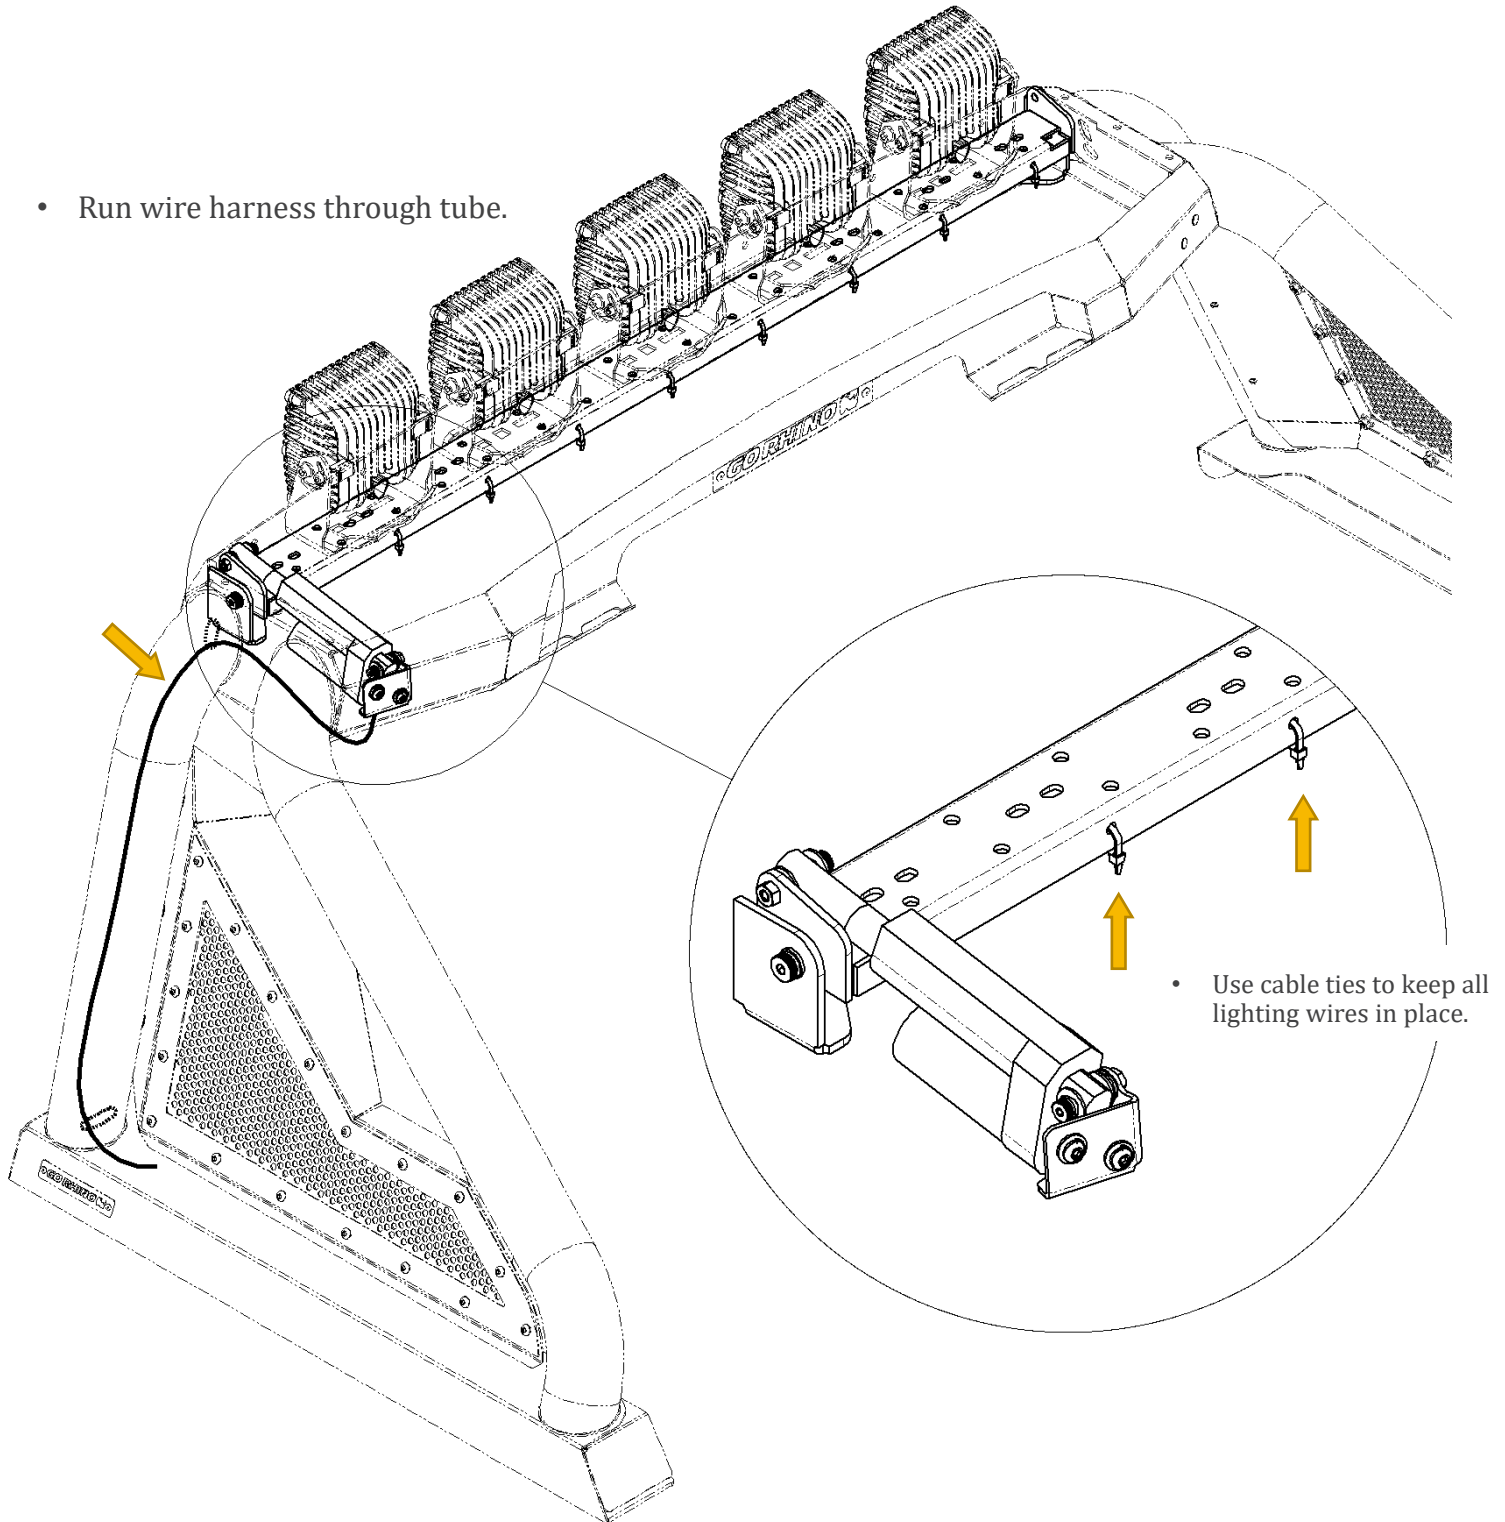 • Run wire harness through tube.
GO RHINO
• Use cable ties to keep all
lighting wires in place.
GO RHINO